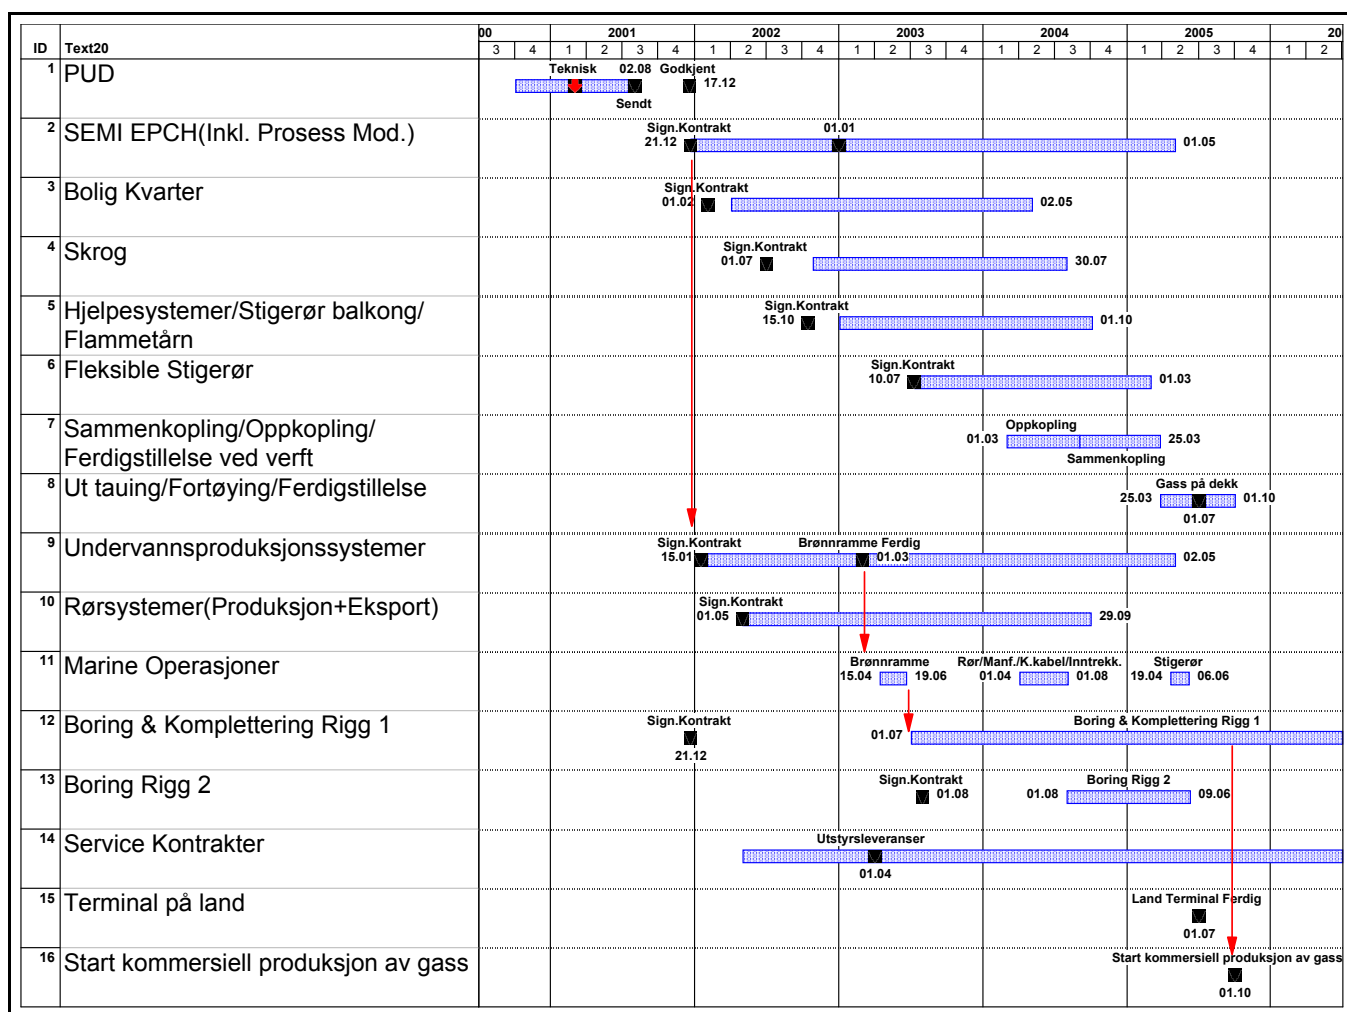 00 2001 2002 2003 2004 2005 20
ID Text20 3 4 1 2 3 4 1 2 3 4 1 2 3 4 1 2 3 4 1 2 3 4 1 2
1 PUD
Teknisk 02.08 Godkjent
17.12
Sendt
2 SEMI EPCH(Inkl. Prosess Mod.)
Sign.Kontrakt 01.01
21.12 01.05
3 Bolig Kvarter
Sign.Kontrakt
01.02 02.05
4 Skrog
Sign.Kontrakt
01.07 30.07
5 Hjelpesystemer/Stigerør balkong/
Flammetårn
Sign.Kontrakt
15.10 01.10
6 Fleksible Stigerør
Sign.Kontrakt
10.07 01.03
7 Sammenkopling/Oppkopling/
Ferdigstillelse ved verft
Oppkopling
01.03 25.03
Sammenkopling
8 Ut tauing/Fortøying/Ferdigstillelse
Gass på dekk
25.03 01.10
01.07
9 Undervannsproduksjonssystemer
Sign.Kontrakt Brønnramme Ferdig
15.01 01.03 02.05
10 Rørsystemer(Produksjon+Eksport)
Sign.Kontrakt
01.05 29.09
11 Marine Operasjoner
Brønnramme Rør/Manf./K.kabel/Inntrekk. Stigerør
15.04 19.06 01.04 01.08 19.04 06.06
12 Boring & Komplettering Rigg 1
Sign.Kontrakt Boring & Komplettering Rigg 1
01.07
21.12
13 Boring Rigg 2
Sign.Kontrakt Boring Rigg 2
01.08 01.08 09.06
14 Service Kontrakter
Utstyrsleveranser
01.04
15 Terminal på land
Land Terminal Ferdig
01.07
16 Start kommersiell produksjon av gass
Start kommersiell produksjon av gass
01.10